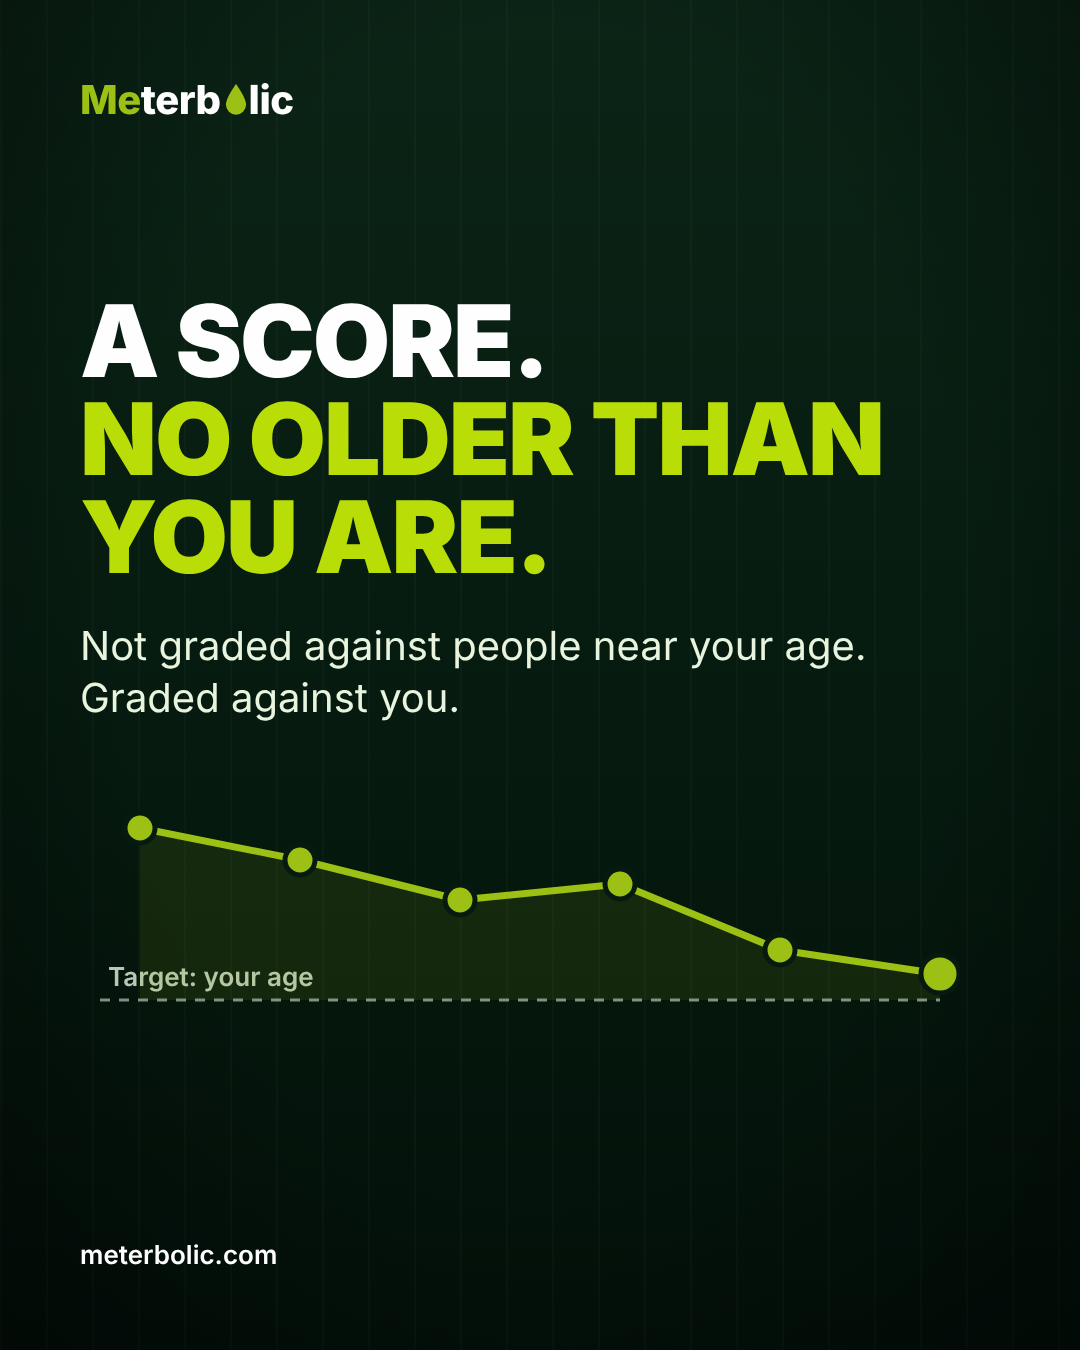 Meterbolic
A SCORE.
NO OLDER THAN
YOU ARE.
Not graded against people near your age.
Graded against you.
Target: your age
meterbolic.com